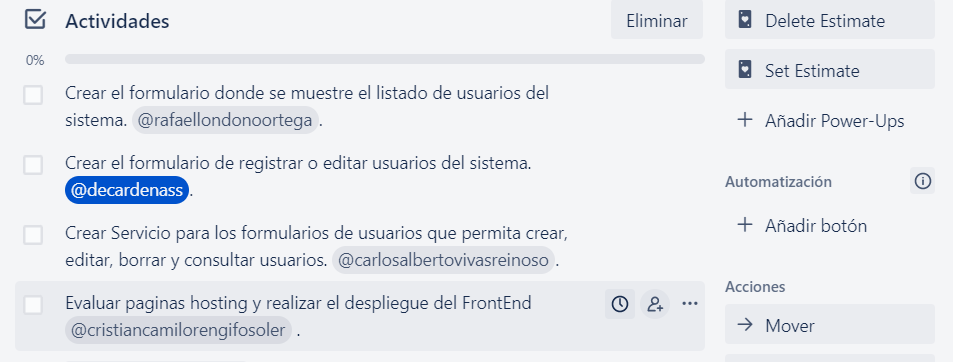 Actividades
Eliminar
0%
Crear el formulario donde se muestre el listado de usuarios del
sistema. @rafaellondonoortega .
Crear el formulario de registrar o editar usuarios del sistema.
@decardenass.
Crear Servicio para los formularios de usuarios que permita crear,
editar, borrar y consultar usuarios. @carlosalbertovivasreinoso .
Evaluar paginas hosting y realizar el despliegue del FrontEnd
@cristiancamilorengifosoler .
Delete Estimate
Set Estimate
Añadir Power-Ups
Automatización
Añadir botón
Acciones
Mover